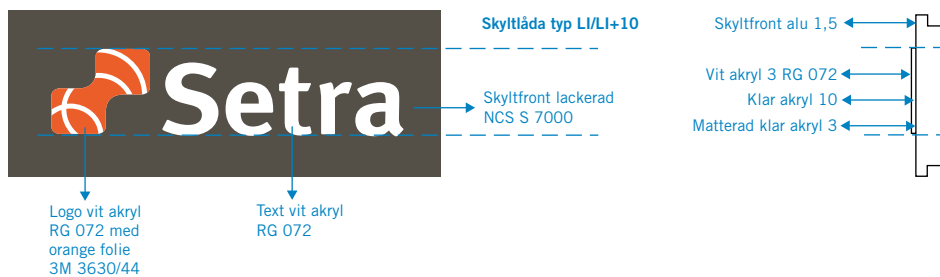 Skyltlåda typ LI/LI+10
Setra
Skyltfront lackerad
NCS S 7000
Logo vit akryl
RG 072 med
orange folie
3M 3630/44
Text vit akryl
RG 072
Skyltfront alu 1,5
Vit akryl 3 RG 072
Klar akryl 10
Matterad klar akryl 3